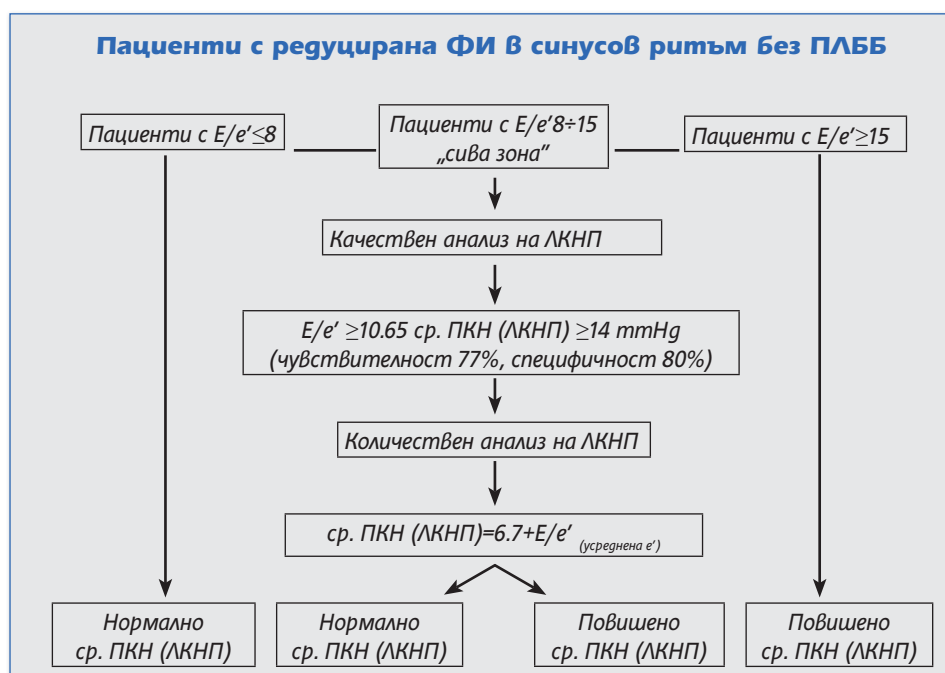 Пациенти с редуцирана ФИ в синусов ритъм без ПЛББ
Пациенти с E/e'≤8
Пациенти с E/e'8÷15
„сива зона”
Пациенти с E/e'≥15
Качествен анализ на ЛКНП
E/e' ≥10.65 ср. ПКН (ЛКНП) ≥14 mmHg
(чувствителност 77%, специфичност 80%)
Количествен анализ на ЛКНП
ср. ПКН (ЛКНП)=6.7+E/e' (усреднена e')
Нормално
ср. ПКН (ЛКНП)
Нормално
ср. ПКН (ЛКНП)
Повишено
ср. ПКН (ЛКНП)
Повишено
ср. ПКН (ЛКНП)